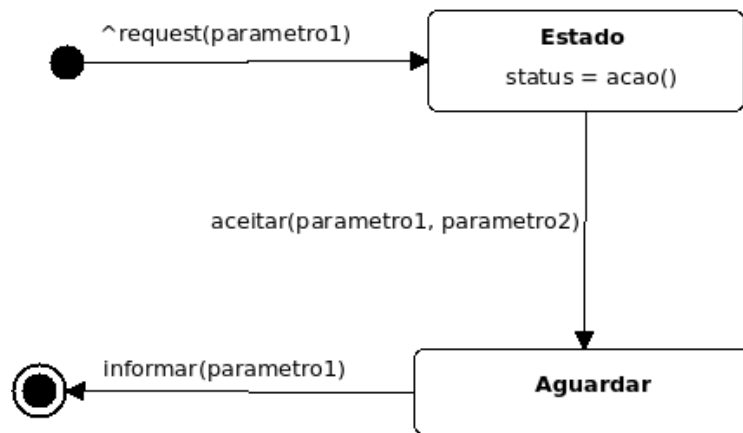 ^request(parametro1)
Estado
status = acao()
aceitar(parametro1, parametro2)
informar(parametro1)
Aguardar